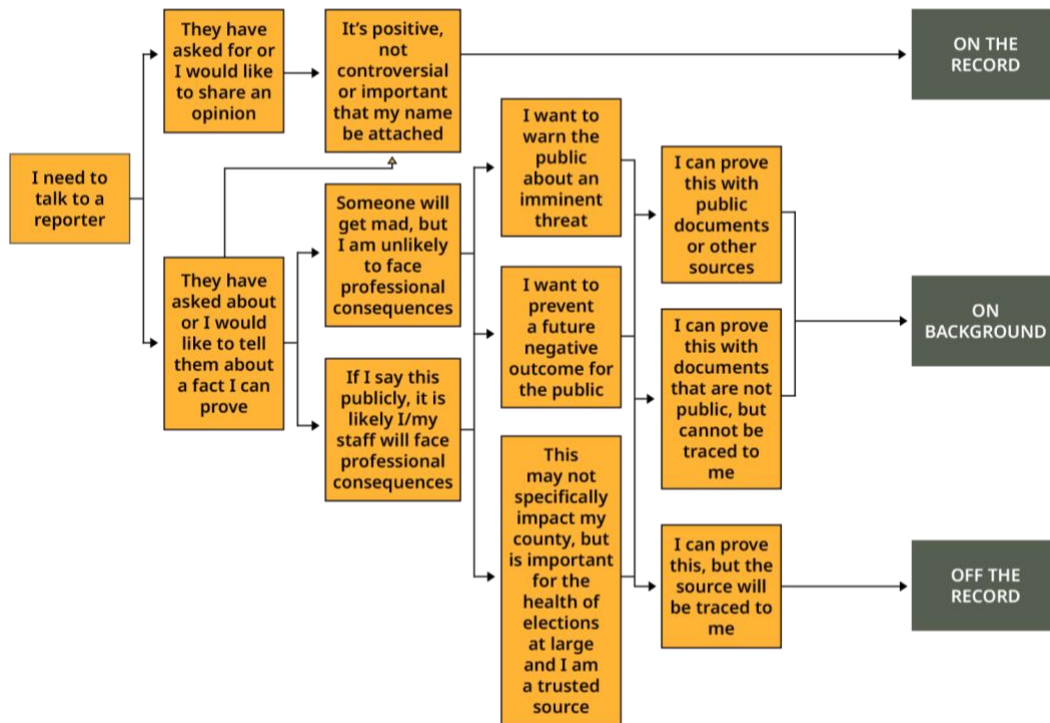 I need to
talk to a
reporter
They have
asked for or
I would like
to share an
opinion
They have
asked about
or I would
like to tell
them about
a fact I can
prove
It’s positive,
not
controversial
or important
that my name
be attached
Someone will
get mad, but
I am unlikely
to face
professional
consequences
If I say this
publicly, it is
likely I/my
staff will face
professional
consequences
I want to
warn the
public
about an
imminent
threat
I want to
prevent
a future
negative
outcome for
the public
This
may not
specifically
impact my
county, but
is important
for the
health of
elections
at large
and I am
a trusted
source
I can prove
this with
public
documents
or other
sources
I can prove
this with
documents
that are not
public, but
cannot be
traced to
me
I can prove
this, but the
source will
be traced to
me
ON THE
RECORD
ON
BACKGROUND
OFF THE
RECORD